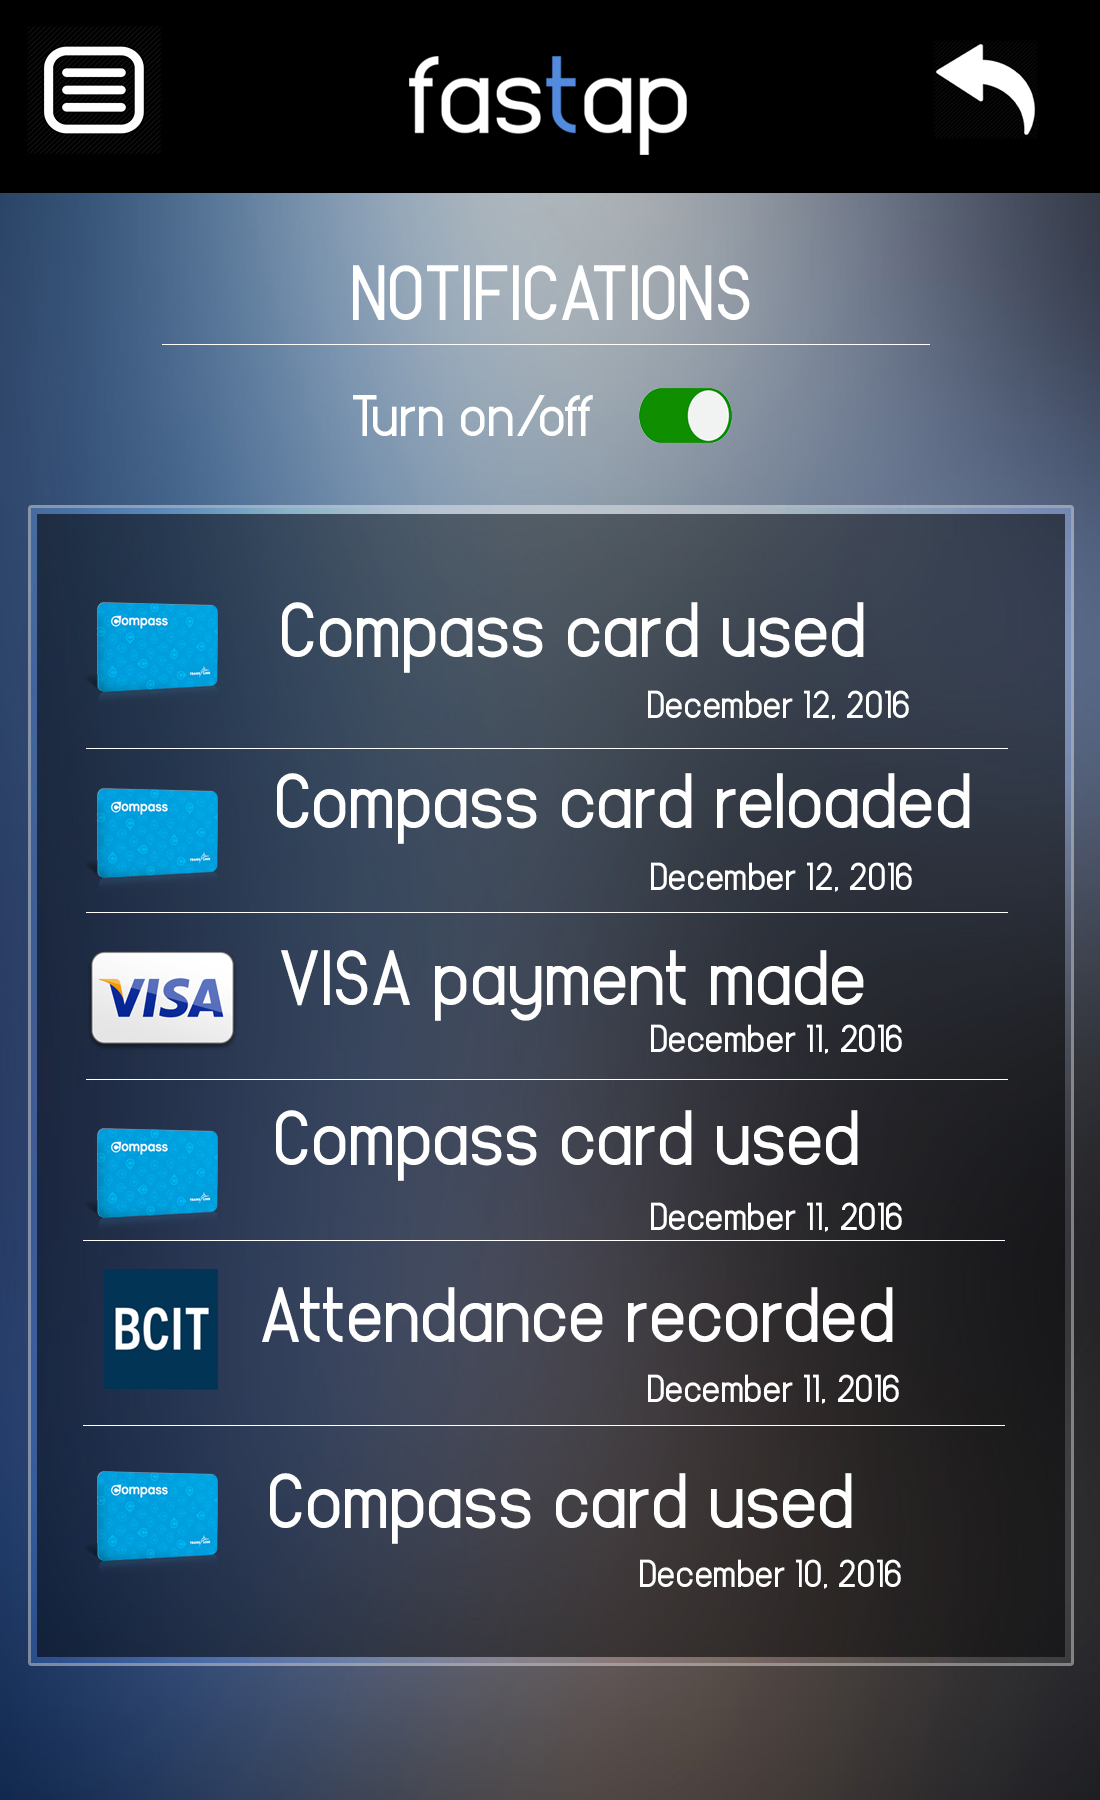 fastap
NOTIFICATIONS
Turn on/off
Compass
Compass card used
December 12, 2016
Compass
Compass card reloaded
December 12, 2016
VISA
VISA payment made
December 11, 2016
Compass
Compass card used
December 11, 2016
BCIT
Attendance recorded
December 11, 2016
Compass
Compass card used
December 10, 2016